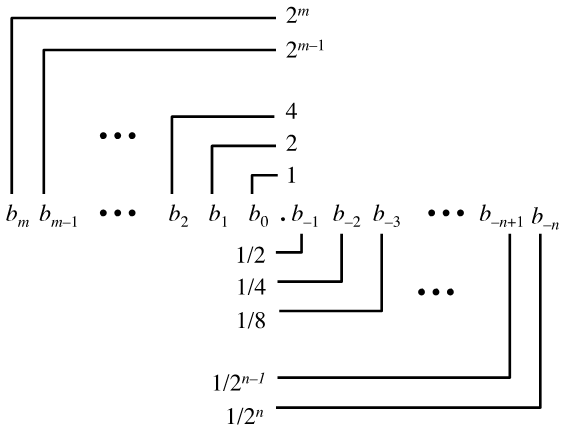 2^m
2^{m–1}
4
2
1
b_m b_{m–1} ••• b_2 b_1 b_0 . b_{–1} b_{–2} b_{–3} ••• b_{–n+1} b_{–n}
1/2
1/4
1/8
1/2^{n–1}
1/2^n